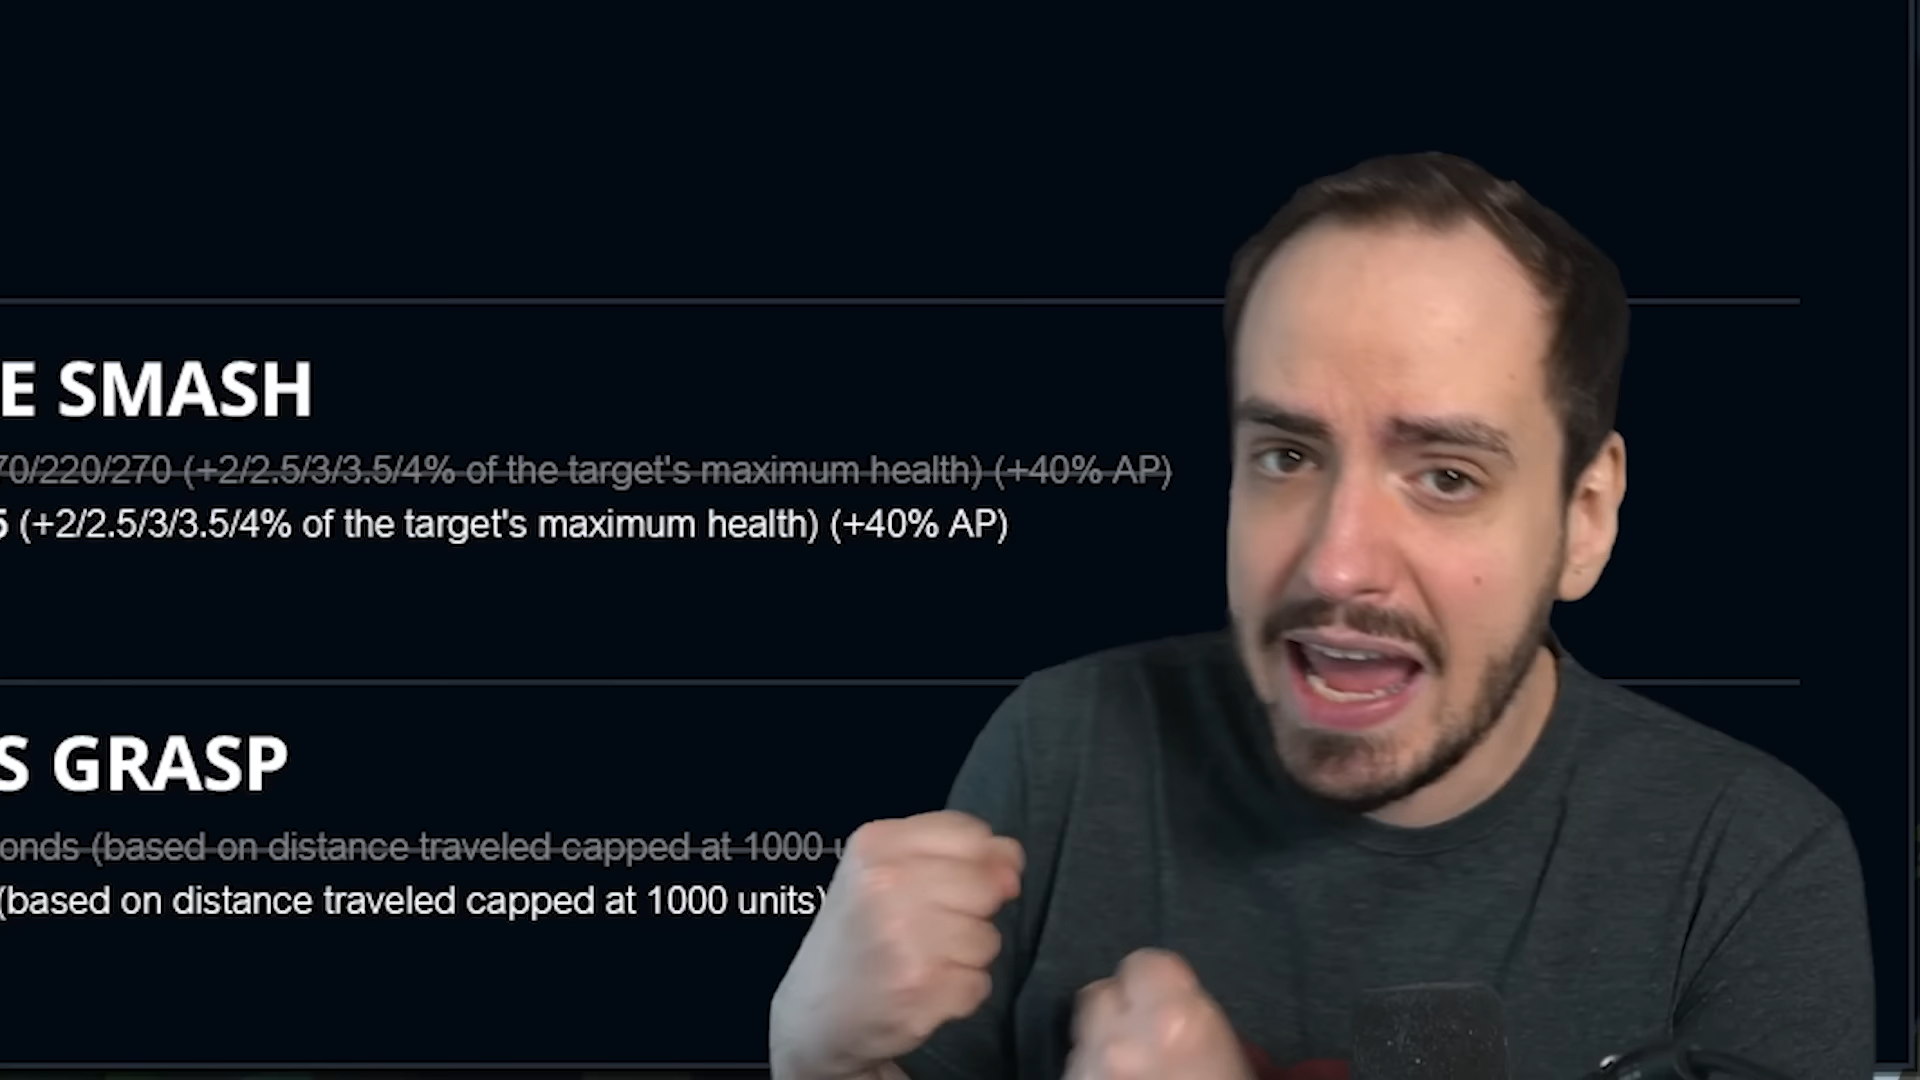 E SMASH
70/220/270 (+2/2.5/3/3.5/4% of the target's maximum health) (+40% AP)
5 (+2/2.5/3/3.5/4% of the target's maximum health) (+40% AP)
S GRASP
onds (based on distance traveled capped at 1000 u
(based on distance traveled capped at 1000 units)